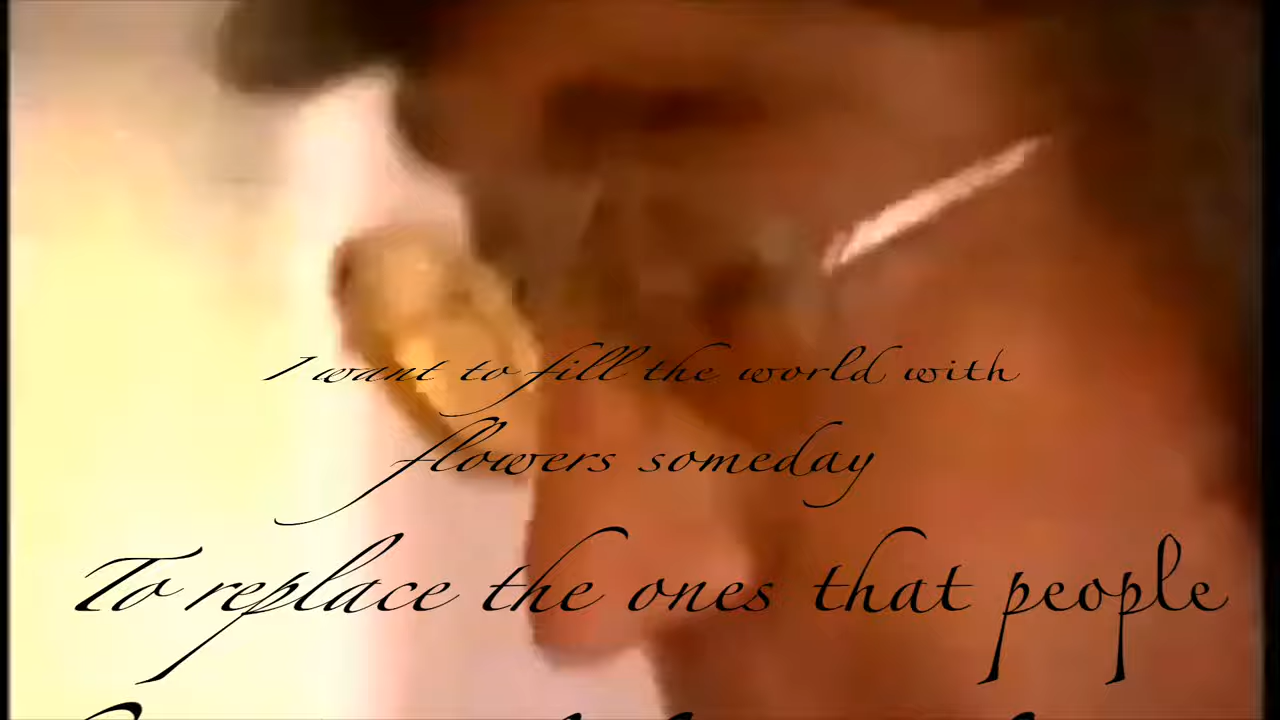 I want to fill the world with
flowers someday
To replace the ones that people